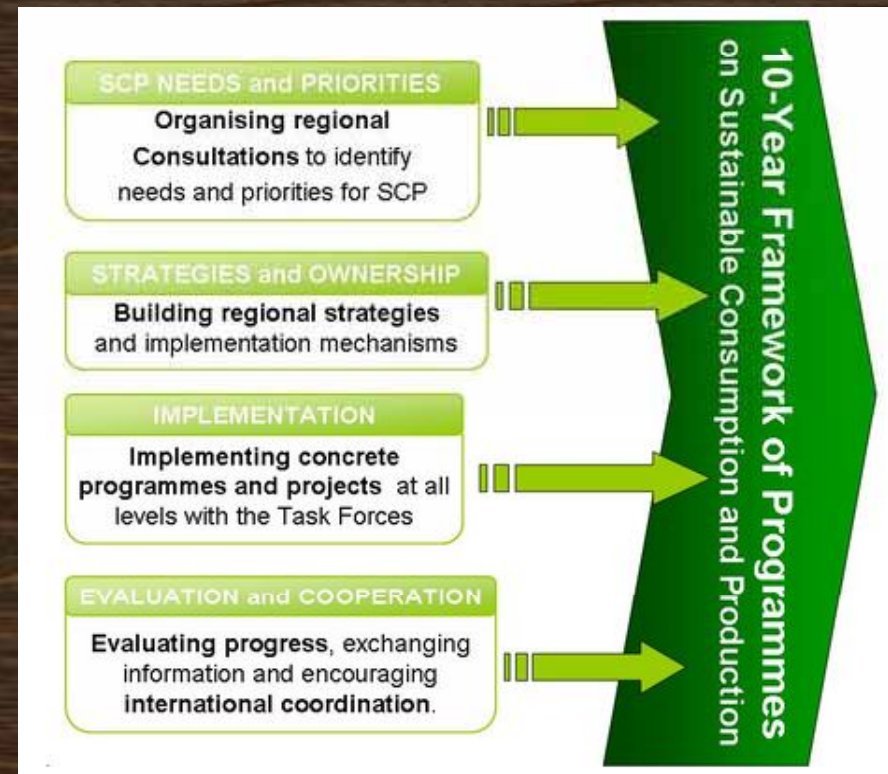 SCP NEEDS and PRIORITIES
Organising regional
Consultations to identify
needs and priorities for SCP
STRATEGIES and OWNERSHIP
Building regional strategies
and implementation mechanisms
IMPLEMENTATION
Implementing concrete
programmes and projects at all
levels with the Task Forces
EVALUATION and COOPERATION
Evaluating progress, exchanging
information and encouraging
international coordination.
10-Year Framework of Programmes
on Sustainable Consumption and Production